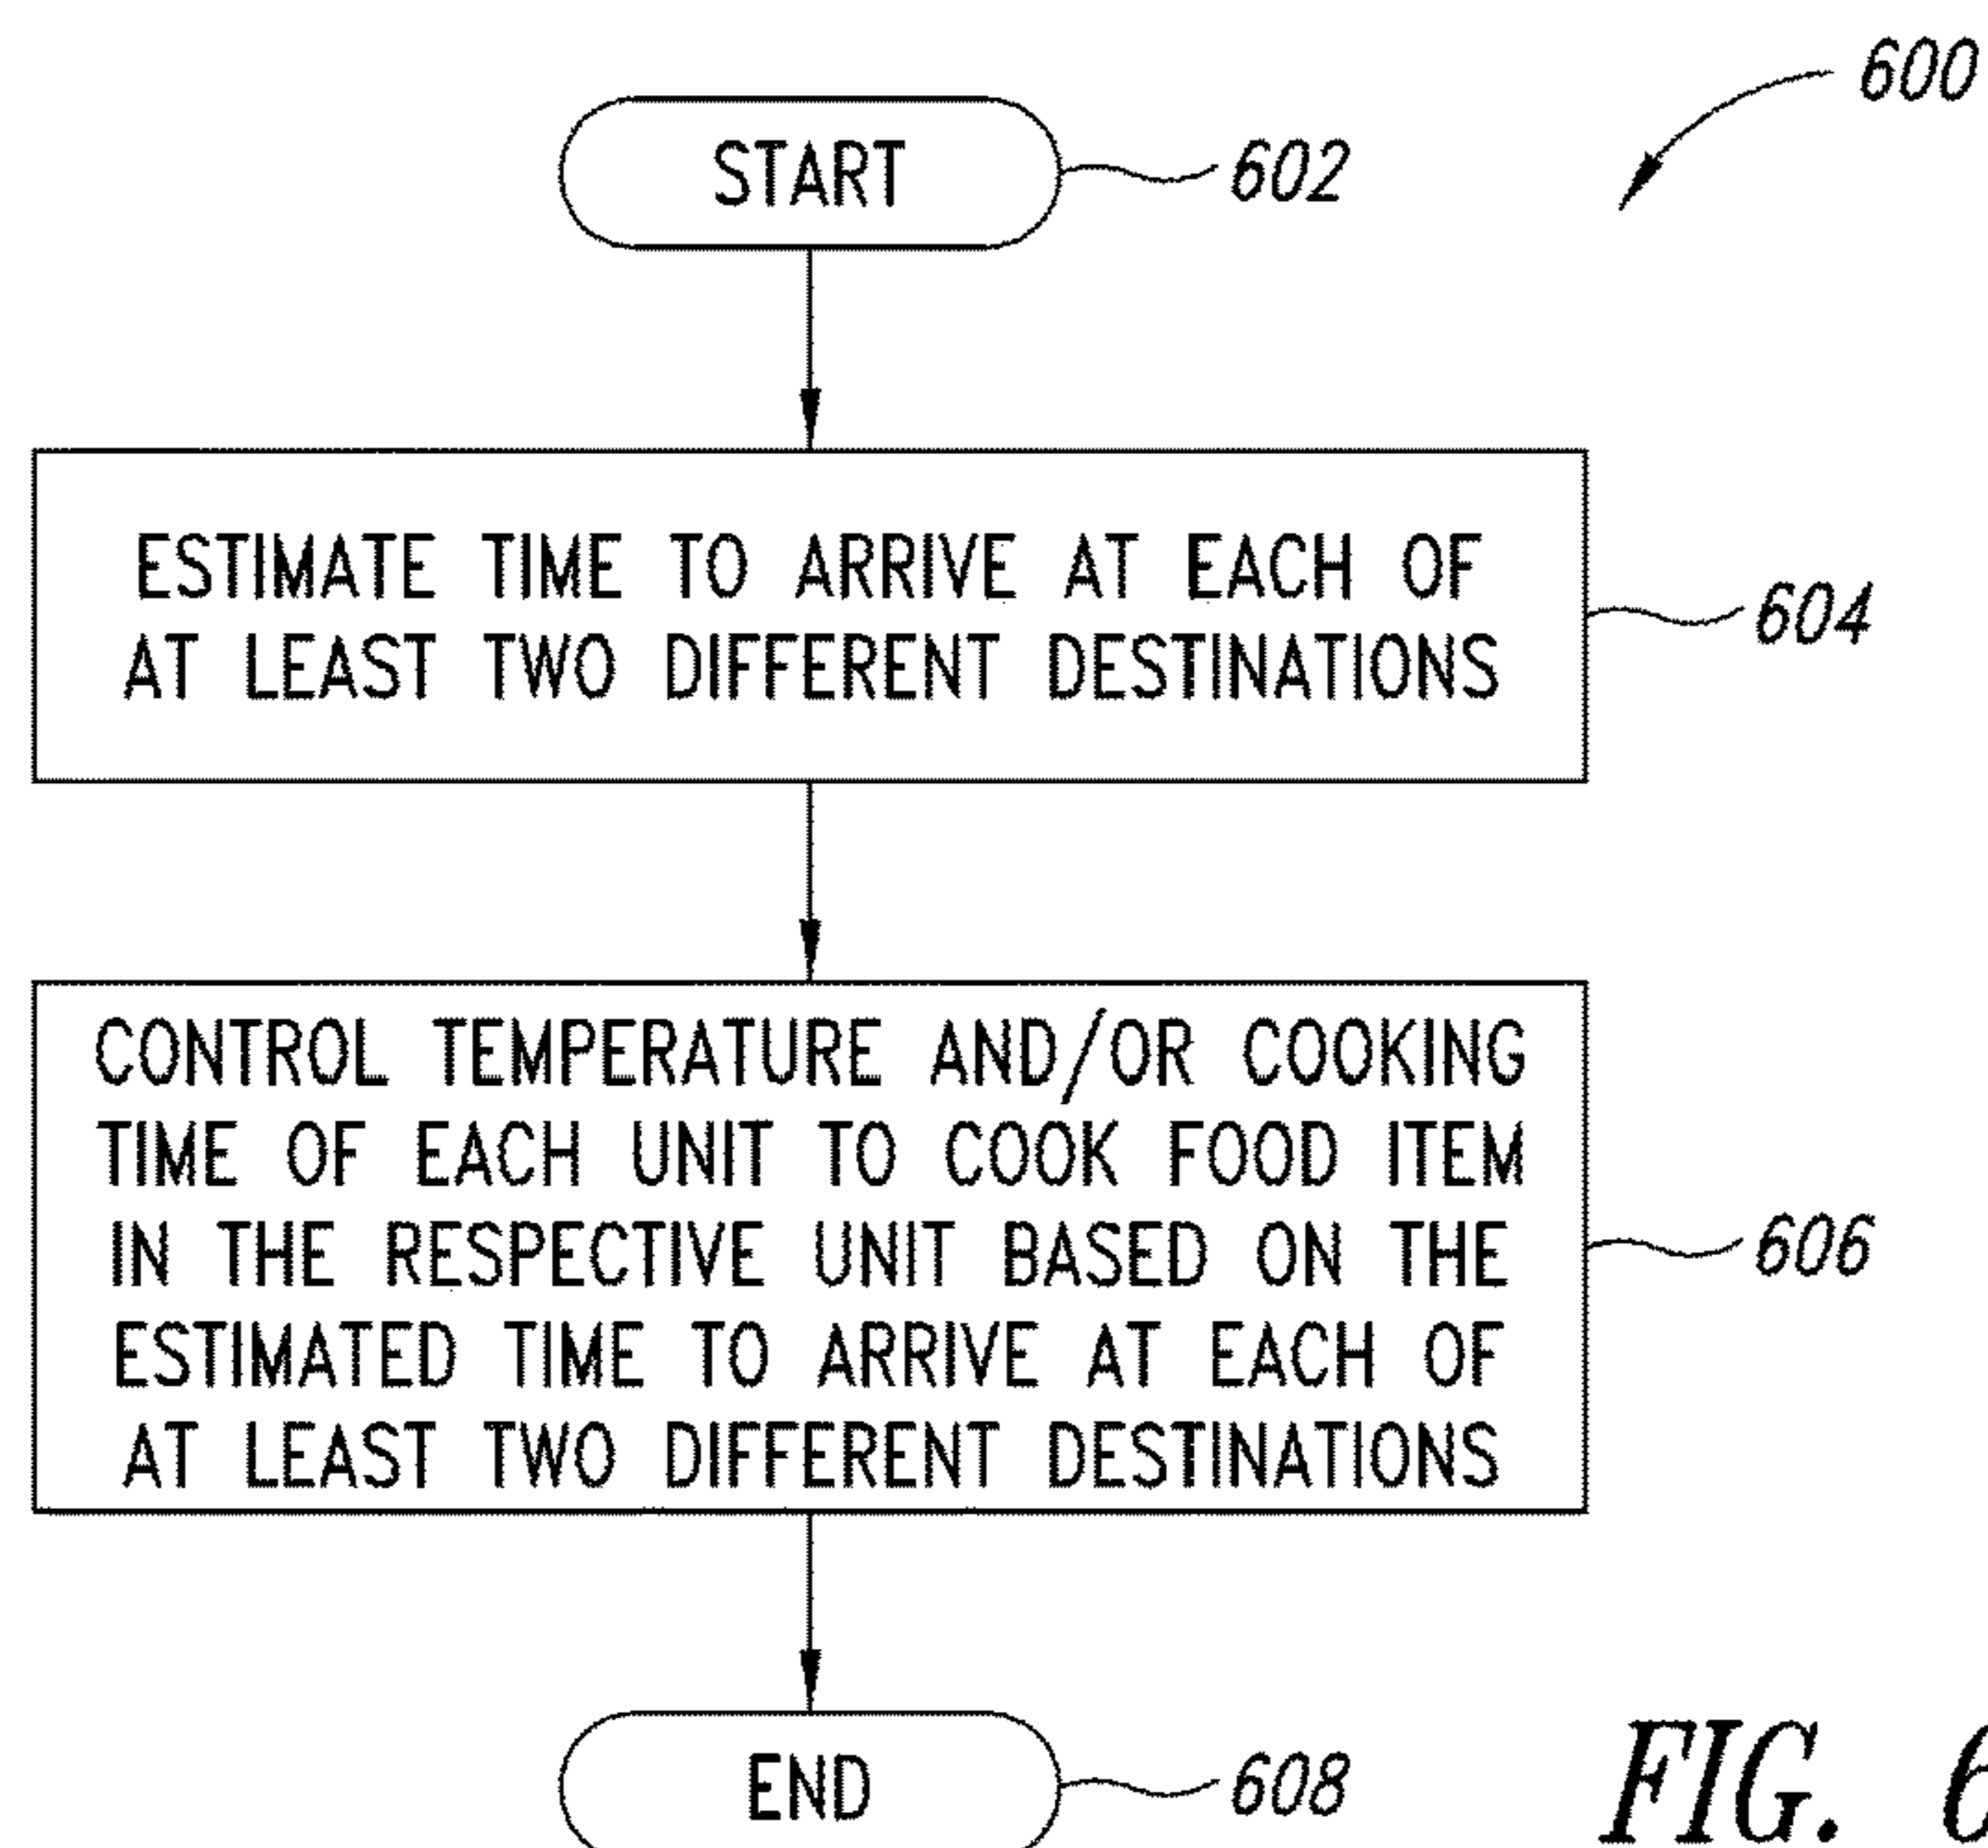 600
START
602
ESTIMATE TIME TO ARRIVE AT EACH OF
AT LEAST TWO DIFFERENT DESTINATIONS
604
CONTROL TEMPERATURE AND/OR COOKING
TIME OF EACH UNIT TO COOK FOOD ITEM
IN THE RESPECTIVE UNIT BASED ON THE
ESTIMATED TIME TO ARRIVE AT EACH OF
AT LEAST TWO DIFFERENT DESTINATIONS
606
END
608
FIG. 6